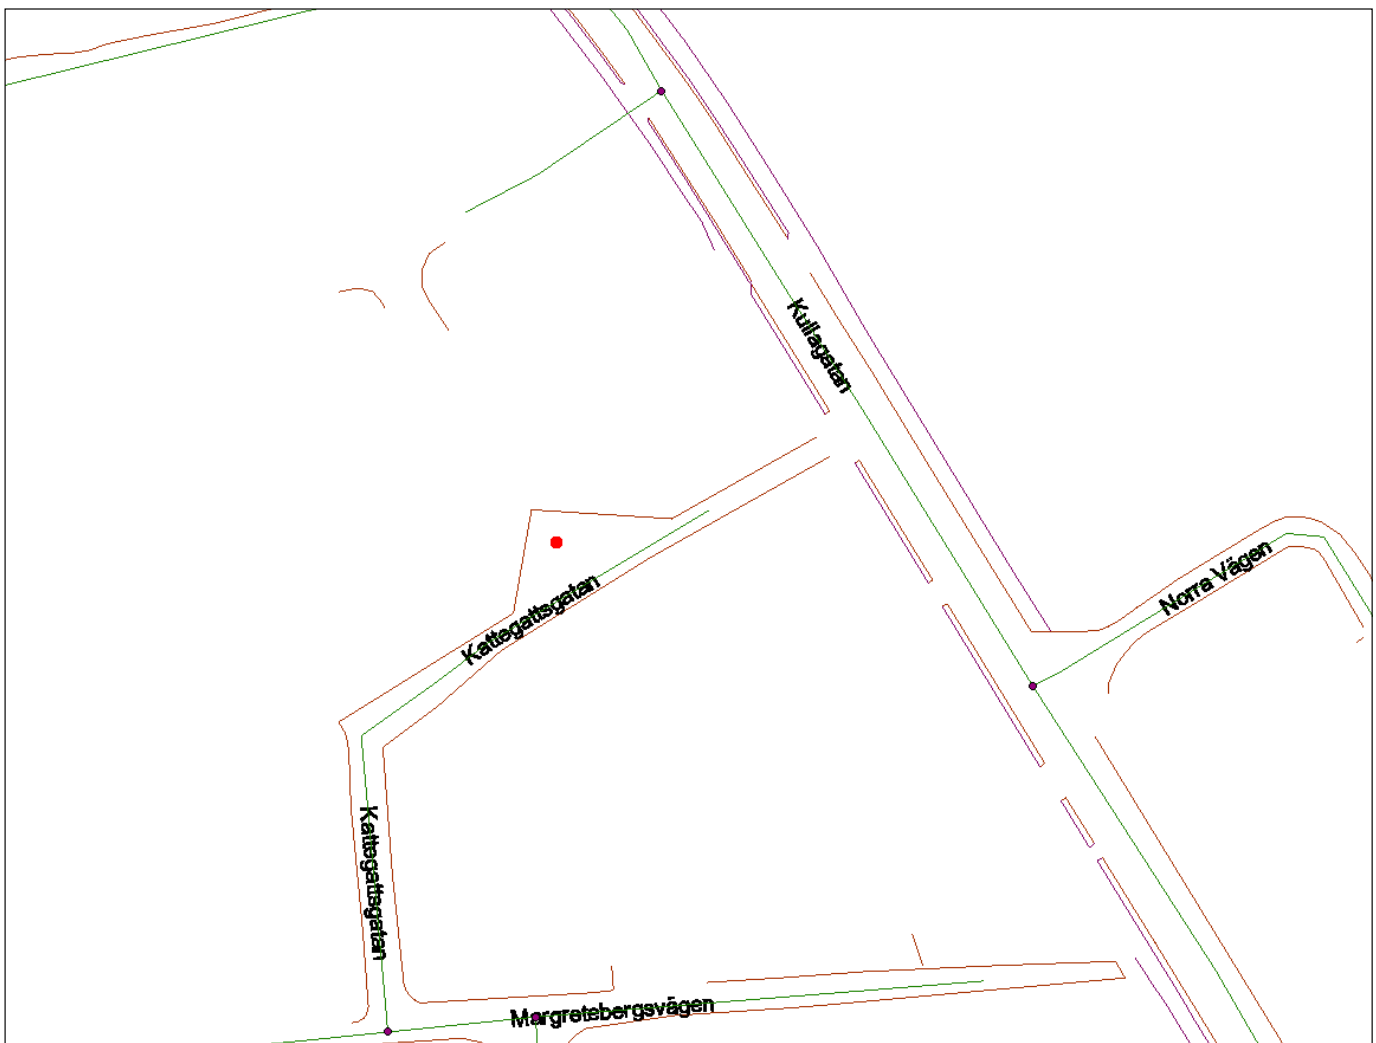 Kullagatan
Norra Vägen
Kattegattsgatan
Kattegattsgatan
Margretebergsvägen